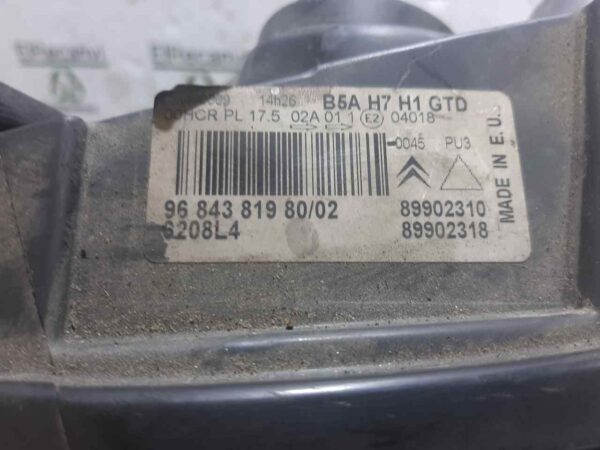 14h26 B5A H7 H1 GTD
00HCR PL 17.5 02A 01 1 E2 04018
-0045 PU3
96 843 819 80/02 89902310
6208L4 89902318
MADE IN E.U.